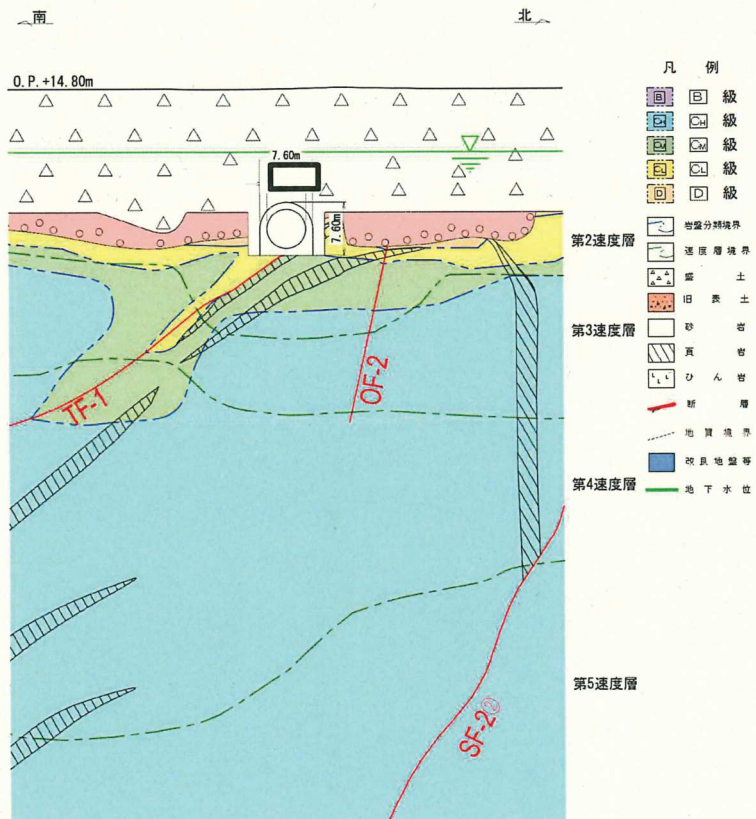 南
北
O.P.+14.80m
7.60m
7.60m
TF-1
OF-2
SF-2②
第2速度層
第3速度層
第4速度層
第5速度層
凡 例
B B 級
CH CH 級
CM CM 級
CL CL 級
D D 級
岩盤分類境界
速度層境界
盛 土
旧 表 土
砂 岩
頁 岩
ひ ん 岩
断 層
地 質 境 界
改 良 地 盤 等
地 下 水 位